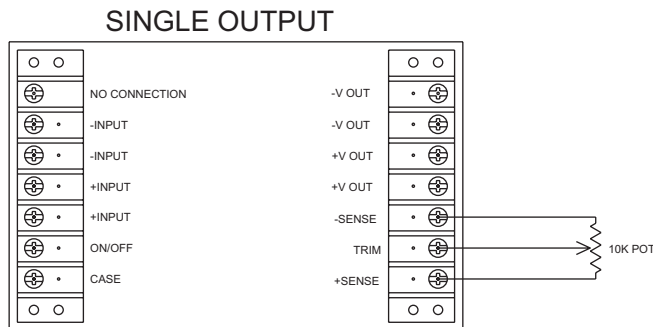 SINGLE OUTPUT
NO CONNECTION
-INPUT
-INPUT
+INPUT
+INPUT
ON/OFF
CASE
-V OUT
-V OUT
+V OUT
+V OUT
-SENSE
TRIM
+SENSE
10K POT